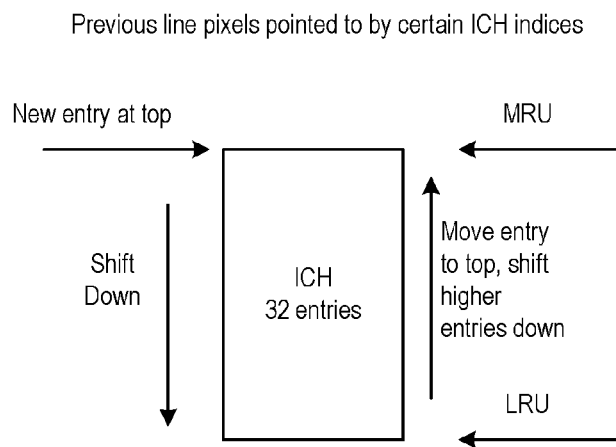 Previous line pixels pointed to by certain ICH indices
New entry at top
MRU
Shift
Down
ICH
32 entries
Move entry
to top, shift
higher
entries down
LRU